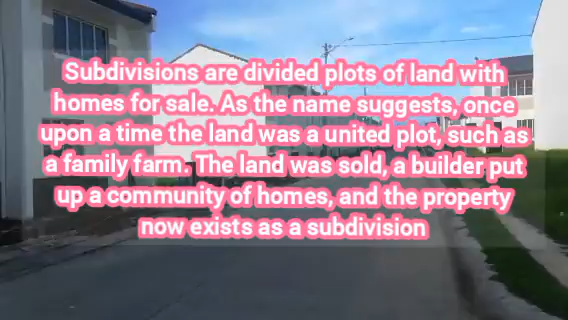 Subdivisions are divided plots of land with
homes for sale. As the name suggests, once
upon a time the land was a united plot, such as
a family farm. The land was sold, a builder put
up a community of homes, and the property
now exists as a subdivision